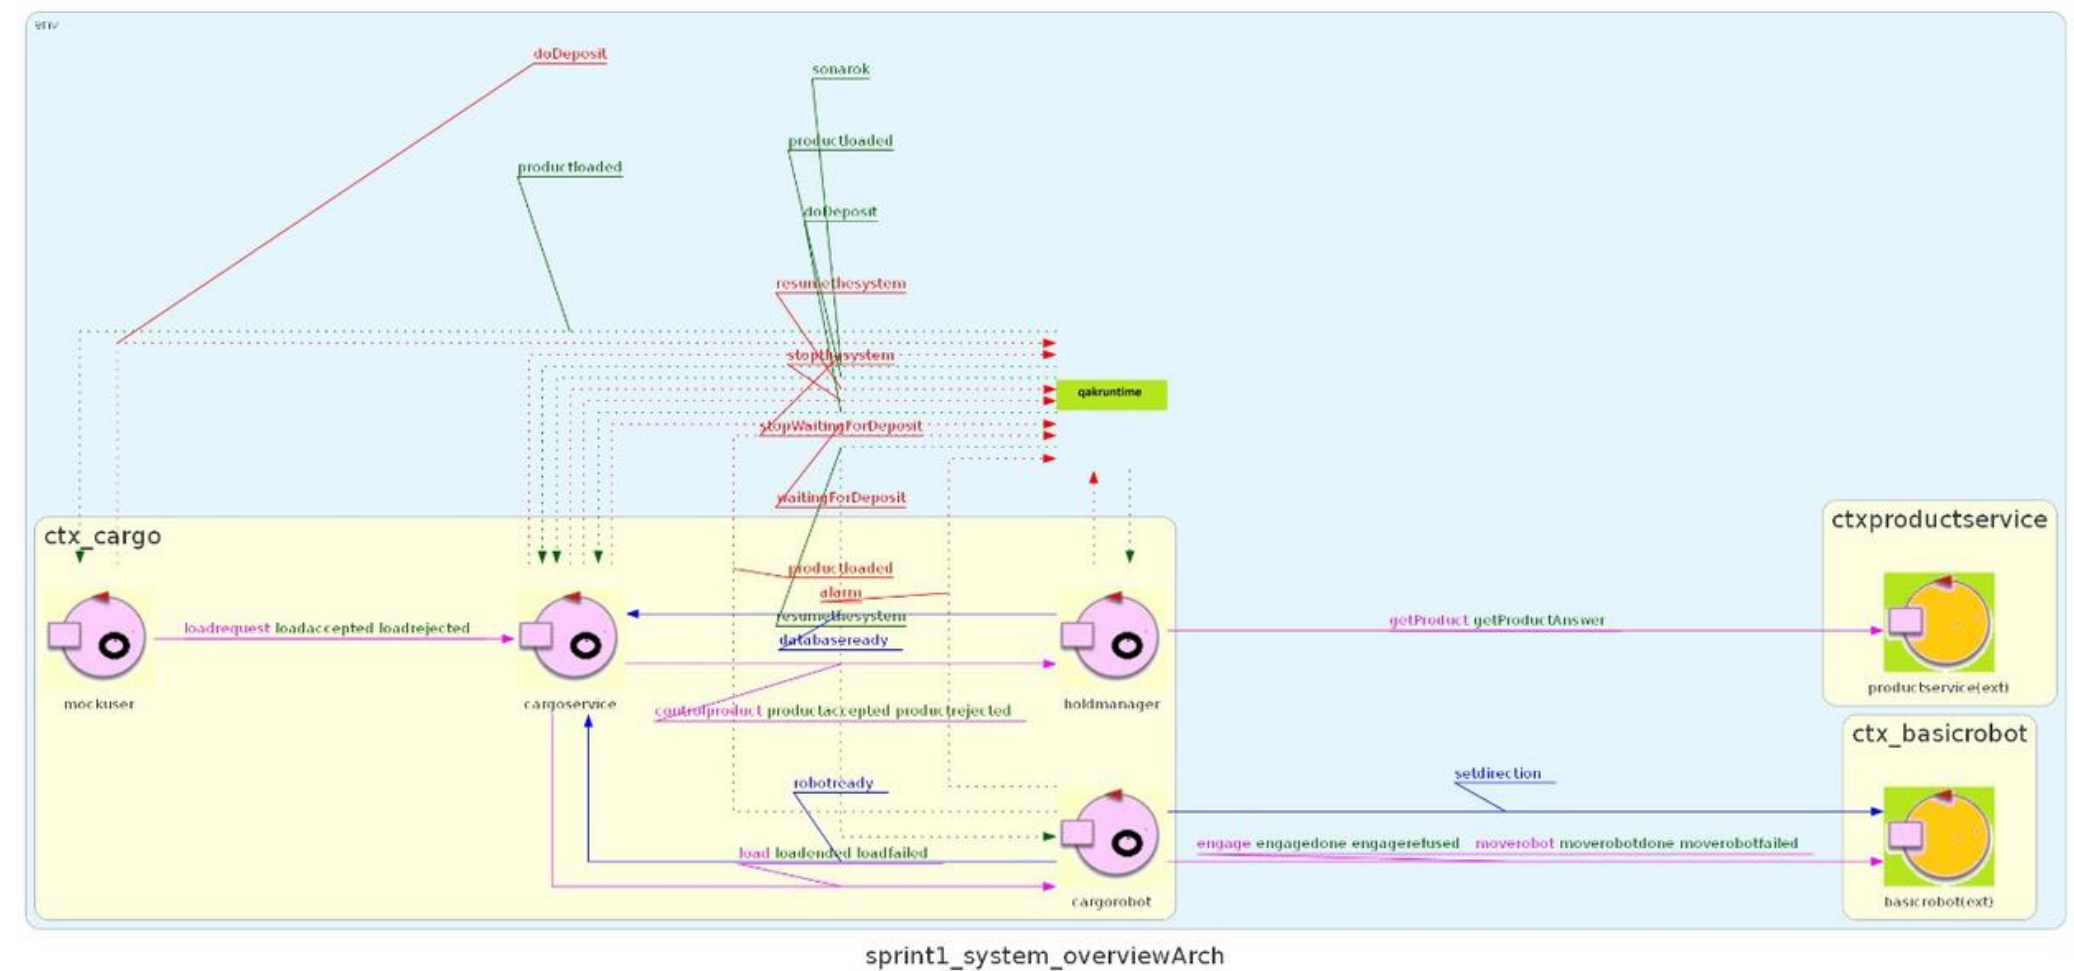 env
doDeposit
sonarok
productloaded
productloaded
doDeposit
resumethesystem
stopthesystem
qakruntime
stopWaitingForDeposit
waitingForDeposit
ctx_cargo
ctxproductservice
productloaded
alarm
resumethesystem
loadrequest loadaccepted loadrejected
getProduct getProductAnswer
databaseready
productservice(ext)
mockuser
cargoservice
holdmanager
controlproduct productaccepted productrejected
ctx_basicrobot
setdirection
robotready
engage engagedone engagerefused moverobot moverobotdone moverobotfailed
load loadended loadfailed
cargorobot
basicrobot(ext)
sprint1_system_overviewArch